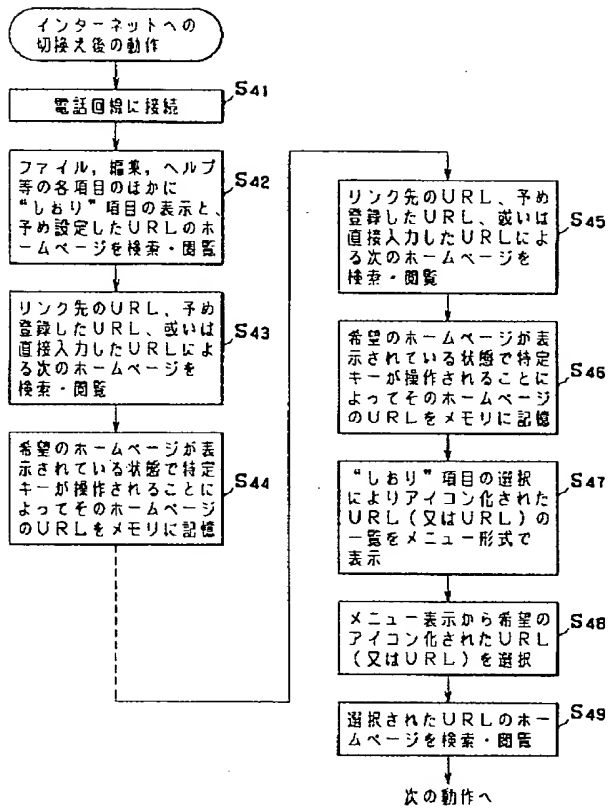 インターネットへの
切換え後の動作
S41
電話回線に接続
S42
ファイル,編集,ヘルプ
等の各項目のほかに
“しおり”項目の表示と、
予め設定したURLのホ
ームページを検索・閲覧
S43
リンク先のURL、予め
登録したURL、或いは
直接入力したURLによ
る次のホームページを
検索・閲覧
S44
希望のホームページが表
示されている状態で特定
キーが操作されることに
よってそのホームページ
のURLをメモリに記憶
S45
リンク先のURL、予め
登録したURL、或いは
直接入力したURLによ
る次のホームページを
検索・閲覧
S46
希望のホームページが表
示されている状態で特定
キーが操作されることに
よってそのホームページ
のURLをメモリに記憶
S47
“しおり”項目の選択
によりアイコン化された
URL(又はURL)の
一覧をメニュー形式で
表示
S48
メニュー表示から希望の
アイコン化されたURL
(又はURL)を選択
S49
選択されたURLのホー
ムページを検索・閲覧
次の動作へ